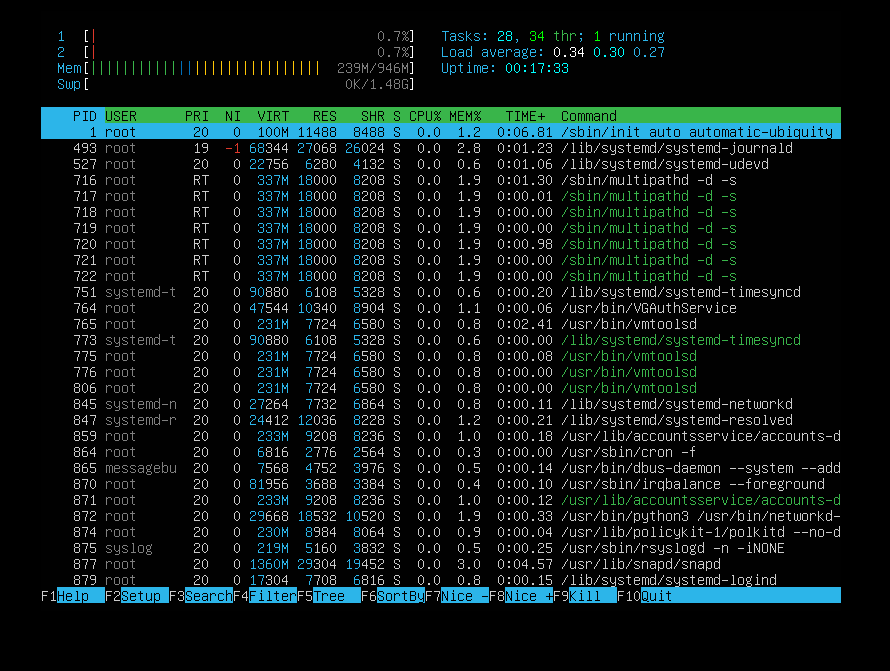 1 [| 0.7%] Tasks: 28, 34 thr; 1 running
2 [| 0.7%] Load average: 0.34 0.30 0.27
Mem[||||||||||||||||||||||||||||| 239M/946M] Uptime: 00:17:33
Swp[ 0K/1.48G]
PID USER PRI NI VIRT RES SHR S CPU% MEM% TIME+ Command
1 root 20 0 100M 11488 8488 S 0.0 1.2 0:06.81 /sbin/init auto automatic-ubiquity
493 root 19 -1 68344 27068 26024 S 0.0 2.8 0:01.23 /lib/systemd/systemd-journald
527 root 20 0 22756 6280 4132 S 0.0 0.6 0:01.06 /lib/systemd/systemd-udevd
716 root RT 0 337M 18000 8208 S 0.0 1.9 0:01.30 /sbin/multipathd -d -s
717 root RT 0 337M 18000 8208 S 0.0 1.9 0:00.01 /sbin/multipathd -d -s
718 root RT 0 337M 18000 8208 S 0.0 1.9 0:00.00 /sbin/multipathd -d -s
719 root RT 0 337M 18000 8208 S 0.0 1.9 0:00.00 /sbin/multipathd -d -s
720 root RT 0 337M 18000 8208 S 0.0 1.9 0:00.98 /sbin/multipathd -d -s
721 root RT 0 337M 18000 8208 S 0.0 1.9 0:00.00 /sbin/multipathd -d -s
722 root RT 0 337M 18000 8208 S 0.0 1.9 0:00.00 /sbin/multipathd -d -s
751 systemd-t 20 0 90880 6108 5328 S 0.0 0.6 0:00.20 /lib/systemd/systemd-timesyncd
764 root 20 0 47544 10340 8904 S 0.0 1.1 0:00.06 /usr/bin/VGAuthService
765 root 20 0 231M 7724 6580 S 0.0 0.8 0:02.41 /usr/bin/vmtoolsd
773 systemd-t 20 0 90880 6108 5328 S 0.0 0.6 0:00.00 /lib/systemd/systemd-timesyncd
775 root 20 0 231M 7724 6580 S 0.0 0.8 0:00.08 /usr/bin/vmtoolsd
776 root 20 0 231M 7724 6580 S 0.0 0.8 0:00.00 /usr/bin/vmtoolsd
806 root 20 0 231M 7724 6580 S 0.0 0.8 0:00.00 /usr/bin/vmtoolsd
845 systemd-n 20 0 27264 7732 6864 S 0.0 0.8 0:00.11 /lib/systemd/systemd-networkd
847 systemd-r 20 0 24412 12036 8228 S 0.0 1.2 0:00.21 /lib/systemd/systemd-resolved
859 root 20 0 233M 9208 8236 S 0.0 1.0 0:00.18 /usr/lib/accountsservice/accounts-d
864 root 20 0 6816 2776 2564 S 0.0 0.3 0:00.00 /usr/sbin/cron -f
865 messagebu 20 0 7568 4752 3976 S 0.0 0.5 0:00.14 /usr/bin/dbus-daemon --system --add
870 root 20 0 81956 3688 3384 S 0.0 0.4 0:00.10 /usr/sbin/irqbalance --foreground
871 root 20 0 233M 9208 8236 S 0.0 1.0 0:00.12 /usr/lib/accountsservice/accounts-d
872 root 20 0 29668 18532 10520 S 0.0 1.9 0:00.33 /usr/bin/python3 /usr/bin/networkd-
874 root 20 0 230M 8984 8064 S 0.0 0.9 0:00.04 /usr/lib/policykit-1/polkitd --no-d
875 syslog 20 0 219M 5160 3832 S 0.0 0.5 0:00.25 /usr/sbin/rsyslogd -n -iNONE
877 root 20 0 1360M 29304 19452 S 0.0 3.0 0:04.57 /usr/lib/snapd/snapd
879 root 20 0 17304 7708 6816 S 0.0 0.8 0:00.15 /lib/systemd/systemd-logind
F1Help F2Setup F3SearchF4FilterF5Tree F6SortByF7Nice -F8Nice +F9Kill F10Quit